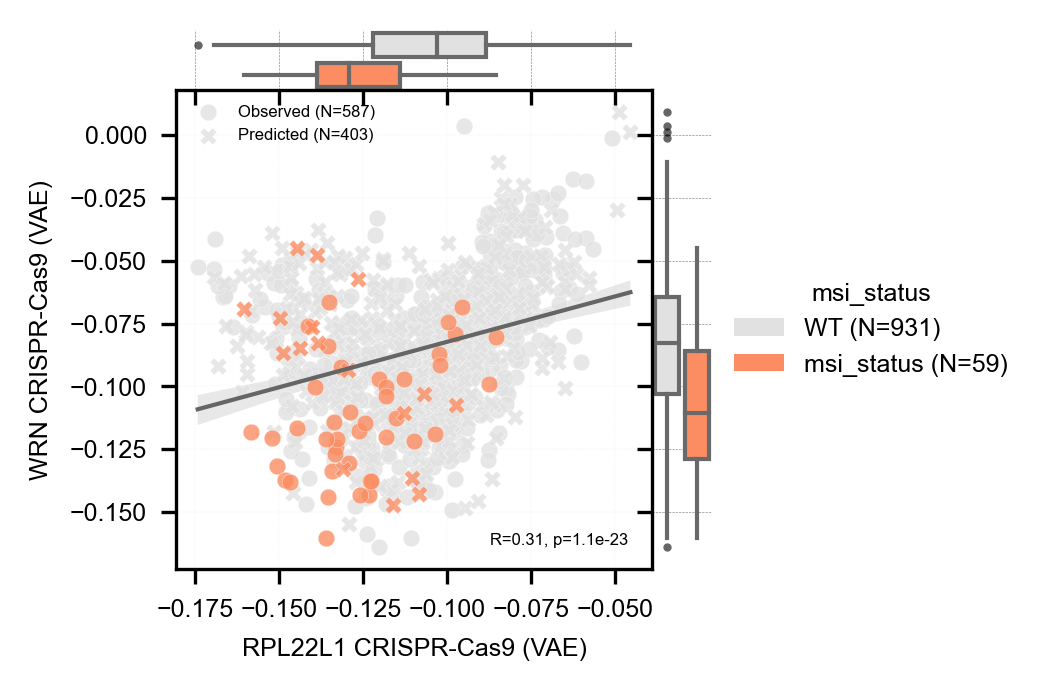 Observed (N=587)
Predicted (N=403)
0.000
−0.025
−0.050
−0.075
−0.100
−0.125
−0.150
WRN CRISPR-Cas9 (VAE)
R=0.31, p=1.1e-23
−0.175 −0.150 −0.125 −0.100 −0.075 −0.050
RPL22L1 CRISPR-Cas9 (VAE)
msi_status
WT (N=931)
msi_status (N=59)